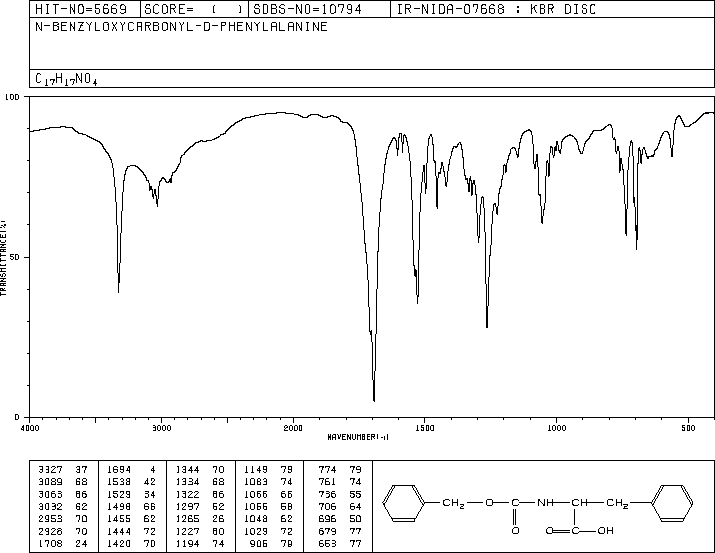 HIT-NO=5669 SCORE= ( ) SDBS-NO=10794 IR-NIDA-07668 : KBR DISC
N-BENZYLOXYCARBONYL-D-PHENYLALANINE
C17H17NO4
100
50
0
TRANSMITTANCE(%)
4000 3000 2000 1500 1000 500
WAVENUMBER(-1)
3327 37 1694 4 1344 70 1149 79 774 79
3089 68 1538 42 1334 68 1083 74 761 74
3063 66 1529 34 1322 66 1066 66 736 55
3032 62 1498 66 1297 52 1056 58 706 64
2953 70 1455 62 1265 26 1048 62 696 50
2928 70 1444 72 1227 60 1029 72 679 77
1708 24 1420 70 1194 74 906 79 653 77
CH2 O C NH CH CH2
O O C OH